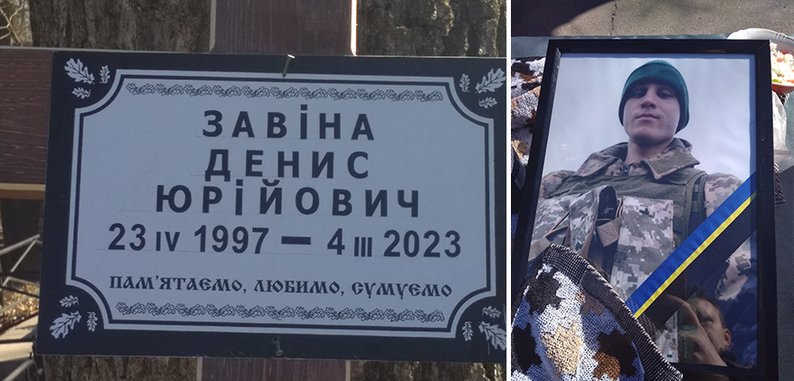 ЗАВіНА
ДЕНИС
ЮРІЙОВИЧ
23 IV 1997 — 4 III 2023
ПАМ'ЯТАЄМО, ЛЮБИМО, СУМУЄМО